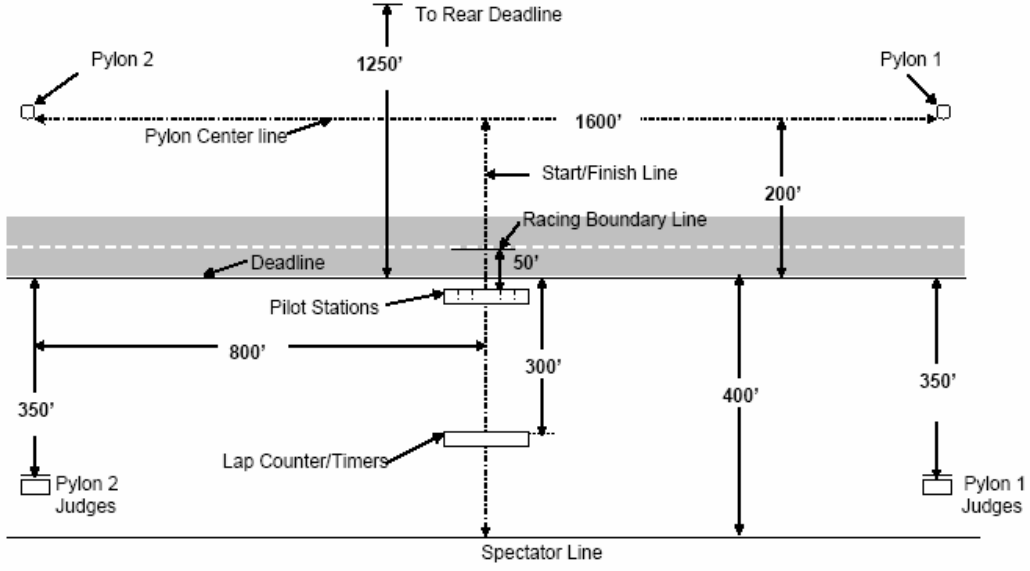 To Rear Deadline
Pylon 2
1250'
Pylon 1
Pylon Center line
1600'
Start/Finish Line
200'
Racing Boundary Line
Deadline
50'
Pilot Stations
800'
300'
350'
400'
350'
Lap Counter/Timers
Pylon 2
Judges
Pylon 1
Judges
Spectator Line